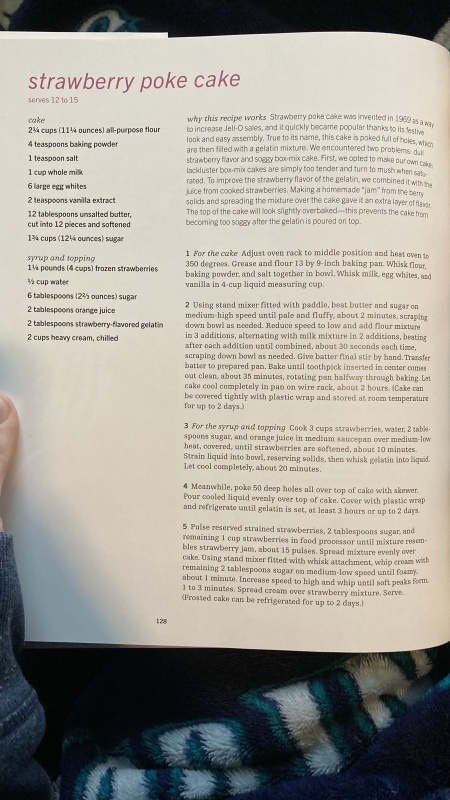 strawberry poke cake
serves 12 to 15
cake
2¼ cups (11¼ ounces) all-purpose flour
4 teaspoons baking powder
1 teaspoon salt
1 cup whole milk
6 large egg whites
2 teaspoons vanilla extract
12 tablespoons unsalted butter,
cut into 12 pieces and softened
1¾ cups (12¼ ounces) sugar
syrup and topping
1¼ pounds (4 cups) frozen strawberries
½ cup water
6 tablespoons (2⅔ ounces) sugar
2 tablespoons orange juice
2 tablespoons strawberry-flavored gelatin
2 cups heavy cream, chilled
why this recipe works Strawberry poke cake was invented in 1969 as a way
to increase Jell-O sales, and it quickly became popular thanks to its festive
look and easy assembly. True to its name, this cake is poked full of holes, which
are then filled with a gelatin mixture. We encountered two problems: dull
strawberry flavor and soggy box-mix cake. First, we opted to make our own cake;
lackluster box-mix cakes are simply too tender and turn to mush when satu-
rated. To improve the strawberry flavor of the gelatin, we combined it with the
juice from cooked strawberries. Making a homemade "jam" from the berry
solids and spreading the mixture over the cake gave it an extra layer of flavor.
The top of the cake will look slightly overbaked—this prevents the cake from
becoming too soggy after the gelatin is poured on top.
1 For the cake Adjust oven rack to middle position and heat oven to
350 degrees. Grease and flour 13 by 9-inch baking pan. Whisk flour,
baking powder, and salt together in bowl. Whisk milk, egg whites, and
vanilla in 4-cup liquid measuring cup.
2 Using stand mixer fitted with paddle, beat butter and sugar on
medium-high speed until pale and fluffy, about 2 minutes, scraping
down bowl as needed. Reduce speed to low and add flour mixture
in 3 additions, alternating with milk mixture in 2 additions, beating
after each addition until combined, about 30 seconds each time,
scraping down bowl as needed. Give batter final stir by hand. Transfer
batter to prepared pan. Bake until toothpick inserted in center comes
out clean, about 35 minutes, rotating pan halfway through baking. Let
cake cool completely in pan on wire rack, about 2 hours. (Cake can
be covered tightly with plastic wrap and stored at room temperature
for up to 2 days.)
3 For the syrup and topping Cook 3 cups strawberries, water, 2 table-
spoons sugar, and orange juice in medium saucepan over medium-low
heat, covered, until strawberries are softened, about 10 minutes.
Strain liquid into bowl, reserving solids, then whisk gelatin into liquid.
Let cool completely, about 20 minutes.
4 Meanwhile, poke 50 deep holes all over top of cake with skewer.
Pour cooled liquid evenly over top of cake. Cover with plastic wrap
and refrigerate until gelatin is set, at least 3 hours or up to 2 days.
5 Pulse reserved strained strawberries, 2 tablespoons sugar, and
remaining 1 cup strawberries in food processor until mixture resem-
bles strawberry jam, about 15 pulses. Spread mixture evenly over
cake. Using stand mixer fitted with whisk attachment, whip cream with
remaining 2 tablespoons sugar on medium-low speed until foamy,
about 1 minute. Increase speed to high and whip until soft peaks form,
1 to 3 minutes. Spread cream over strawberry mixture. Serve.
(Frosted cake can be refrigerated for up to 2 days.)
128